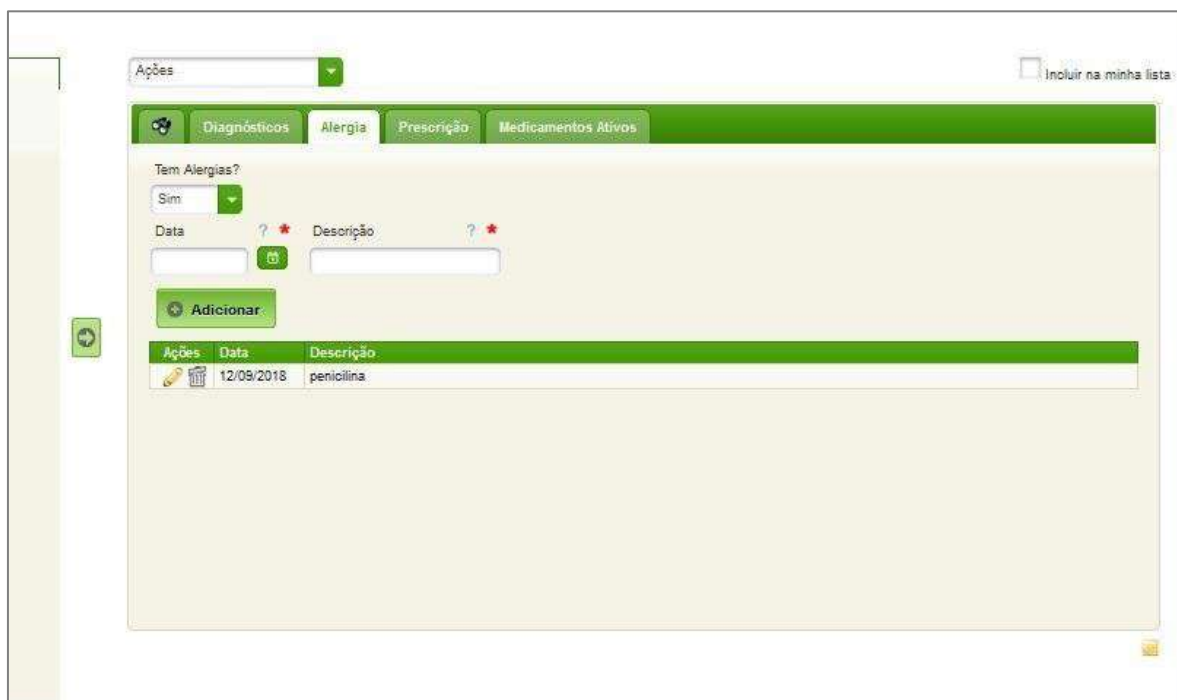 Ações
Incluir na minha lista
Diagnósticos Alergia Prescrição Medicamentos Ativos
Tem Alergias?
Sim
Data ? * Descrição ? *
Adicionar
Ações Data Descrição
12/09/2018 penicilina